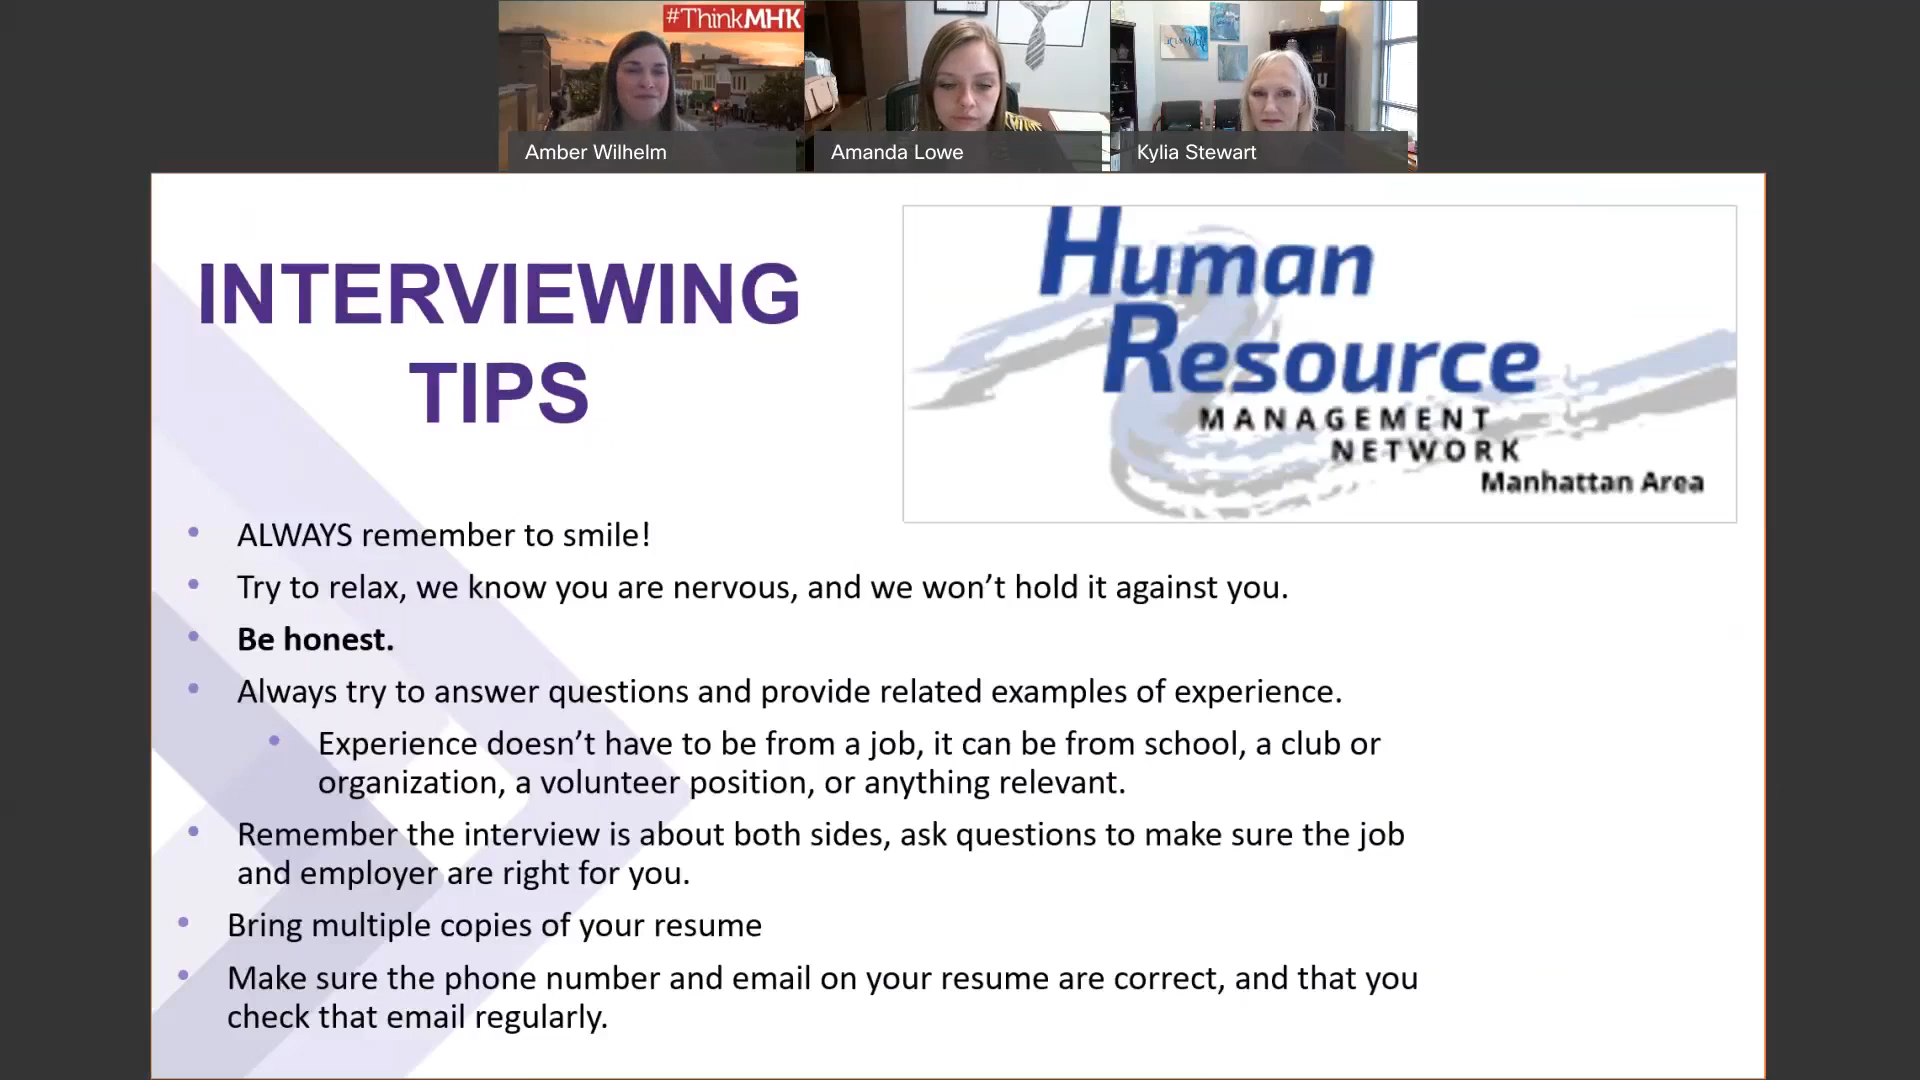 #ThinkMHK
Amber Wilhelm
Amanda Lowe
Kylia Stewart
INTERVIEWING
TIPS
Human
Resource
MANAGEMENT
NETWORK
Manhattan Area
• ALWAYS remember to smile!
• Try to relax, we know you are nervous, and we won’t hold it against you.
• Be honest.
• Always try to answer questions and provide related examples of experience.
• Experience doesn’t have to be from a job, it can be from school, a club or
organization, a volunteer position, or anything relevant.
• Remember the interview is about both sides, ask questions to make sure the job
and employer are right for you.
• Bring multiple copies of your resume
• Make sure the phone number and email on your resume are correct, and that you
check that email regularly.